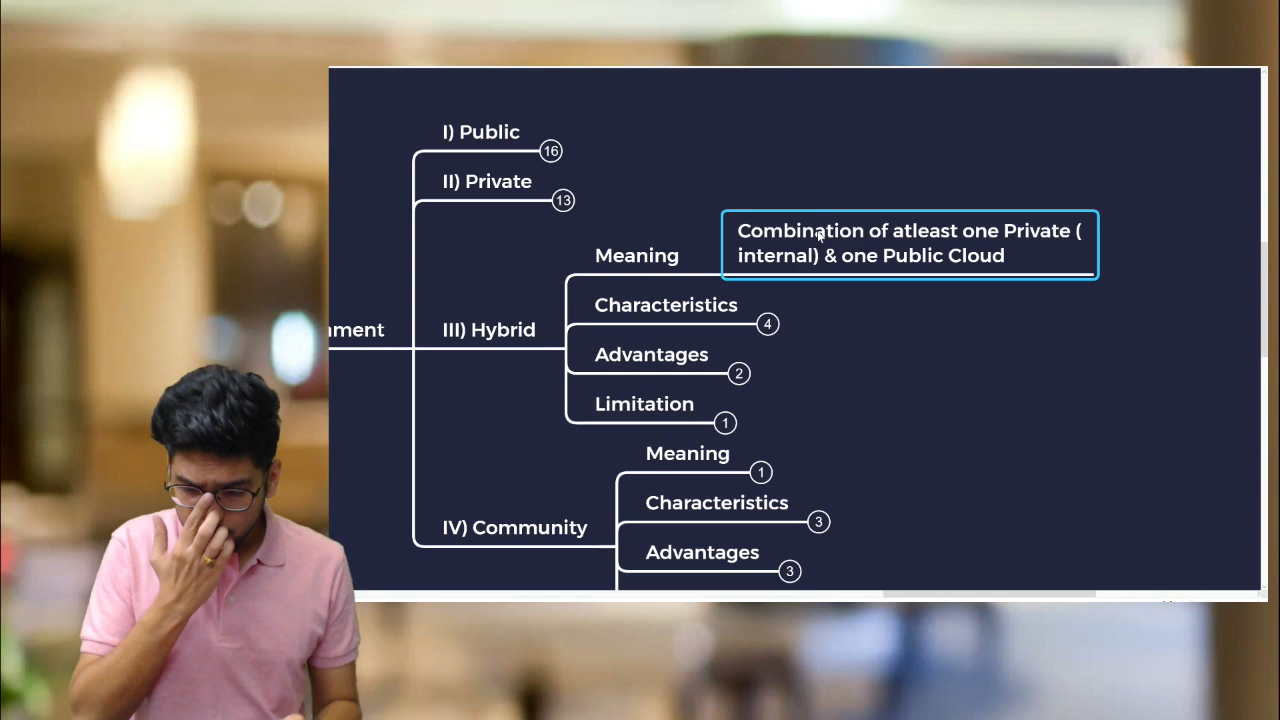 I) Public
16
II) Private
13
Combination of atleast one Private (
internal) & one Public Cloud
Meaning
Characteristics
4
III) Hybrid
Advantages
2
Limitation
1
Meaning
1
Characteristics
3
IV) Community
Advantages
3